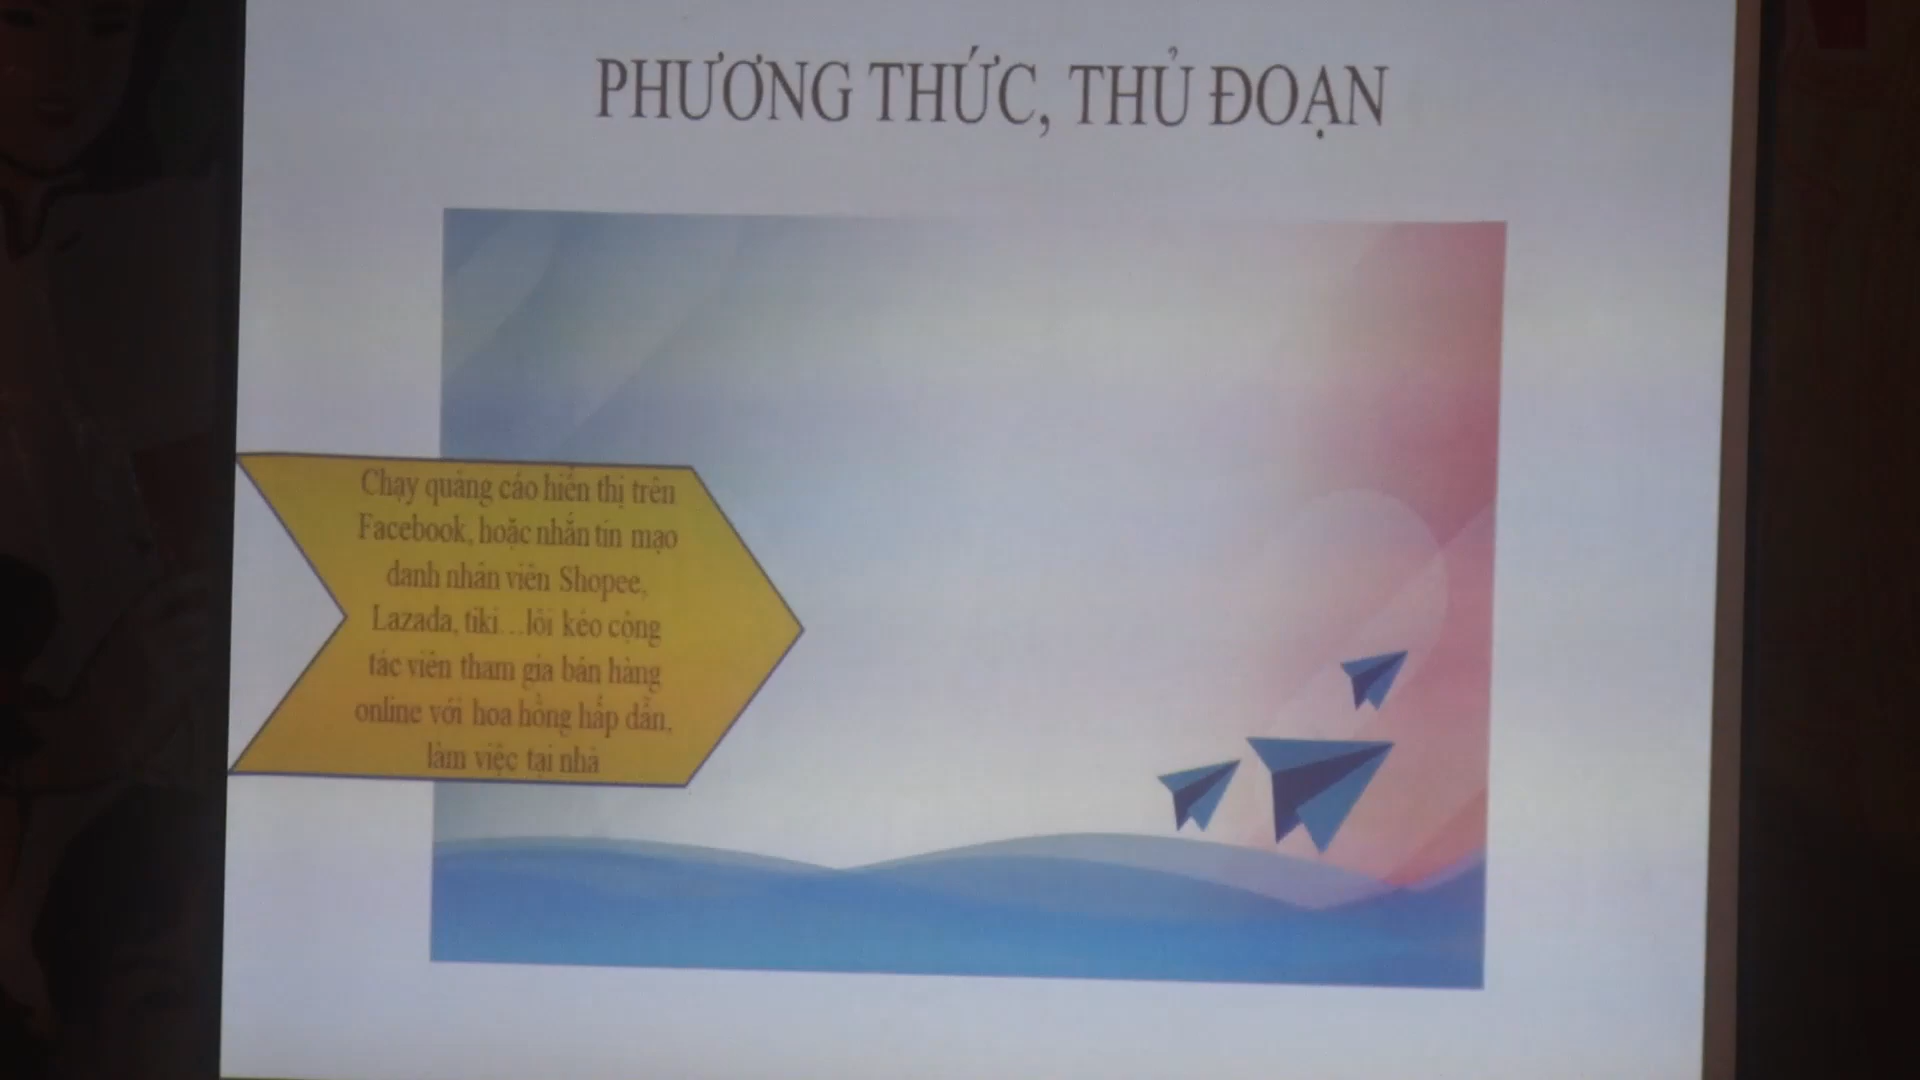 PHƯƠNG THỨC, THỦ ĐOẠN
Chạy quảng cáo hiển thị trên
Facebook, hoặc nhắn tin mạo
danh nhân viên Shopee,
Lazada, tiki...lôi kéo cộng
tác viên tham gia bán hàng
online với hoa hồng hấp dẫn,
làm việc tại nhà